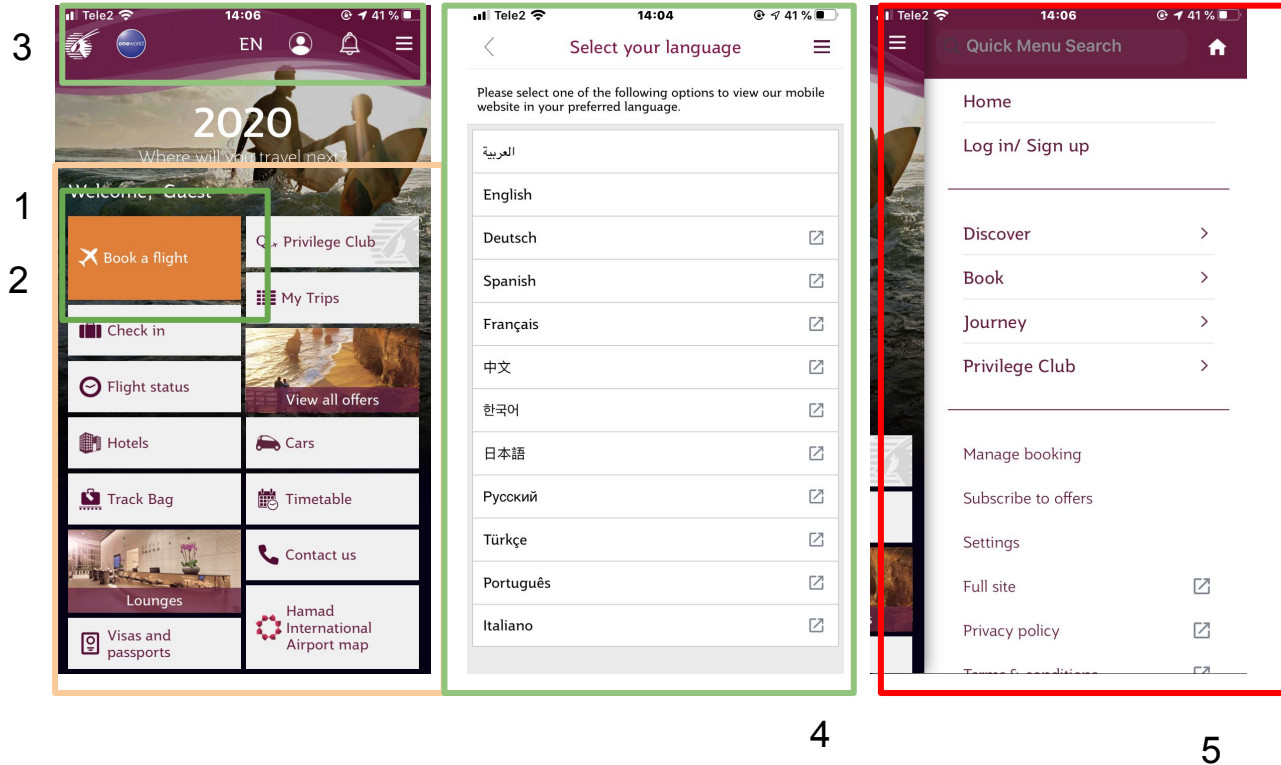 Tele2 14:06 41 %
3
oneworld
EN
2020
Where will you travel next?
Welcome, Guest
1
2
Book a flight
Privilege Club
My Trips
Check in
Flight status
View all offers
Hotels
Cars
Track Bag
Timetable
Lounges
Contact us
Visas and
passports
Hamad
International
Airport map
Tele2 14:04 41 %
Select your language
Please select one of the following options to view our mobile
website in your preferred language.
العربية
English
Deutsch
Spanish
Français
中文
한국어
日本語
Русский
Türkçe
Português
Italiano
4
Tele2 14:06 41 %
Quick Menu Search
Home
Log in/ Sign up
Discover
Book
Journey
Privilege Club
Manage booking
Subscribe to offers
Settings
Full site
Privacy policy
Terms & conditions
5